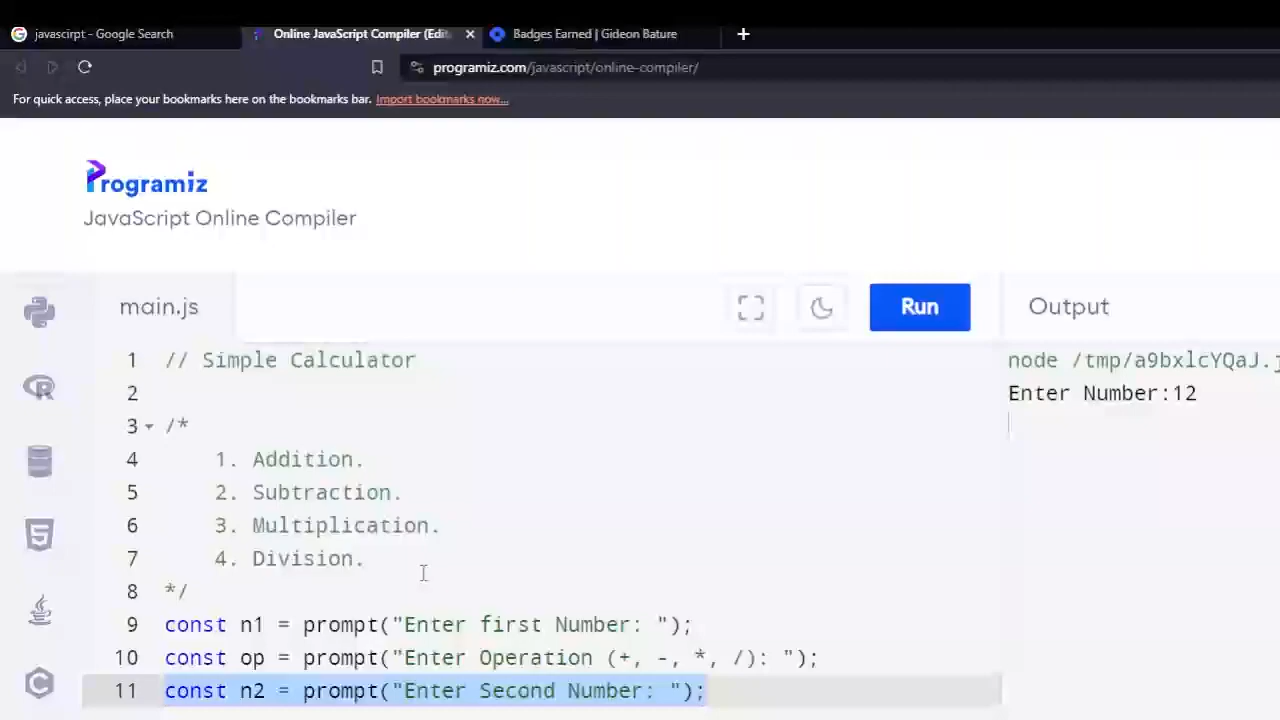 javascirpt - Google Search
Online JavaScript Compiler (Edit
Badges Earned | Gideon Bature
programiz.com/javascript/online-compiler/
For quick access, place your bookmarks here on the bookmarks bar. Import bookmarks now...
Programiz
JavaScript Online Compiler
main.js
Run
Output
1 // Simple Calculator
2
3 /*
4 1. Addition.
5 2. Subtraction.
6 3. Multiplication.
7 4. Division.
8 */
9 const n1 = prompt("Enter first Number: ");
10 const op = prompt("Enter Operation (+, -, *, /): ");
11 const n2 = prompt("Enter Second Number: ");
node /tmp/a9bxlcYQaJ.j
Enter Number:12